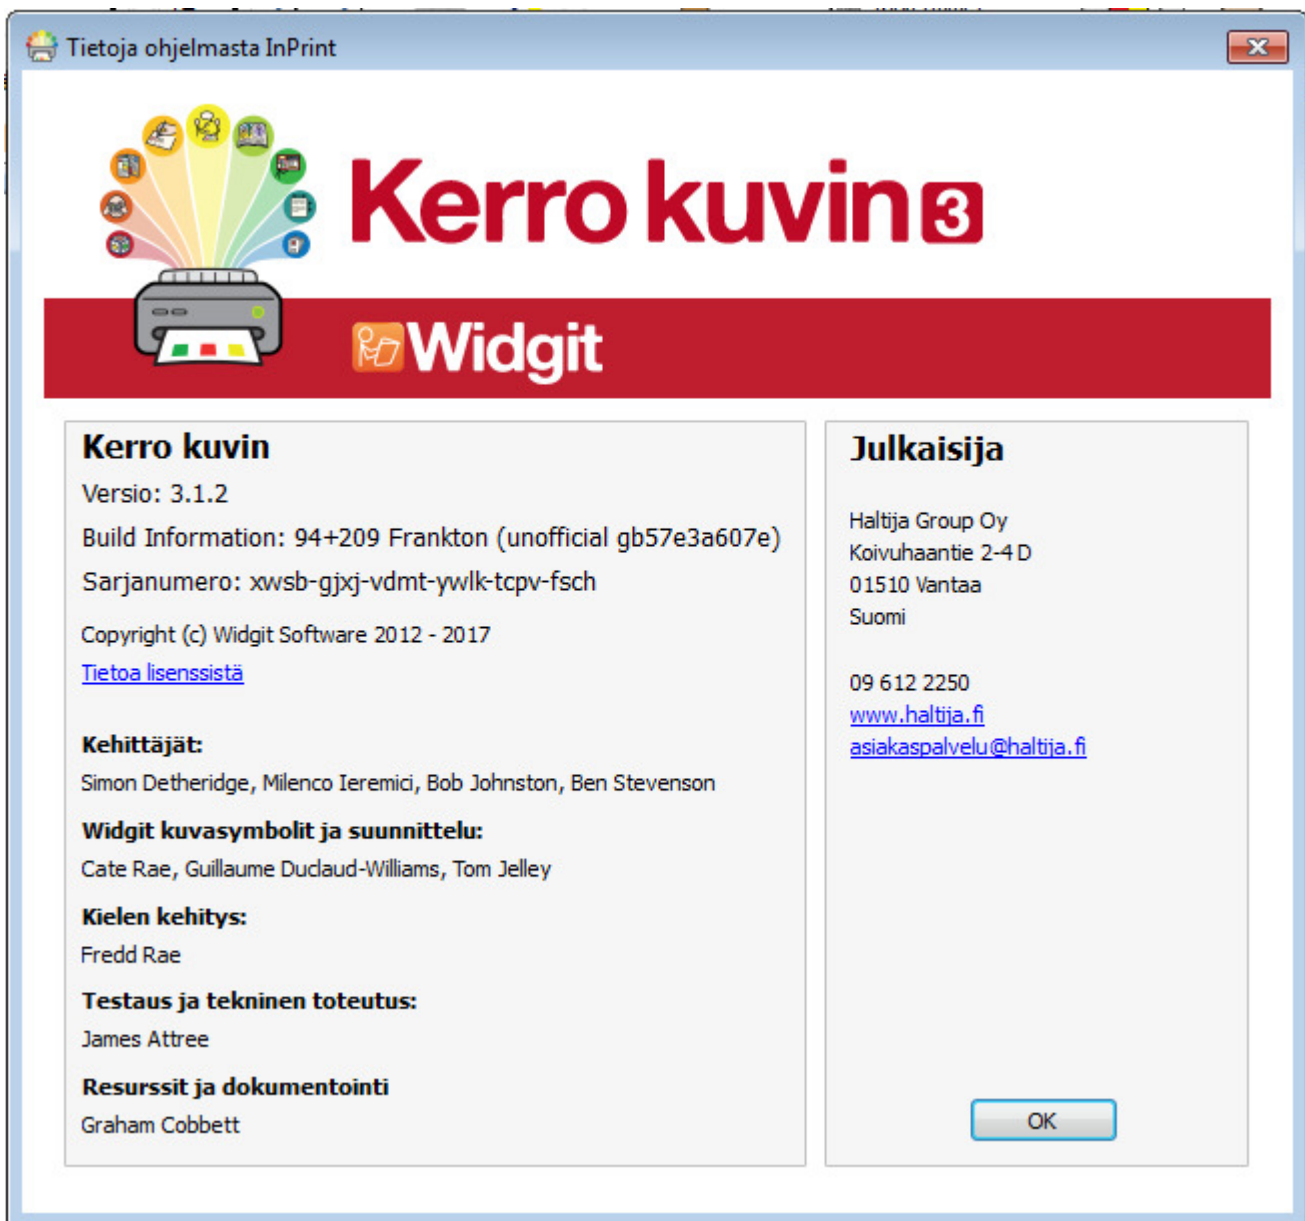 Tietoja ohjelmasta InPrint
Kerro kuvin 3
Widgit
Kerro kuvin
Versio: 3.1.2
Build Information: 94+209 Frankton (unofficial gb57e3a607e)
Sarjanumero: xwsb-gjxj-vdmt-ywlk-tcpv-fsch
Copyright (c) Widgit Software 2012 - 2017
Tietoa lisenssistä
Kehittäjät:
Simon Detheridge, Milenco Ieremici, Bob Johnston, Ben Stevenson
Widgit kuvasymbolit ja suunnittelu:
Cate Rae, Guillaume Duclaud-Williams, Tom Jelley
Kielen kehitys:
Fredd Rae
Testaus ja tekninen toteutus:
James Attree
Resurssit ja dokumentointi
Graham Cobbett
Julkaisija
Haltija Group Oy
Koivuhaantie 2-4 D
01510 Vantaa
Suomi
09 612 2250
www.haltija.fi
asiakaspalvelu@haltija.fi
OK